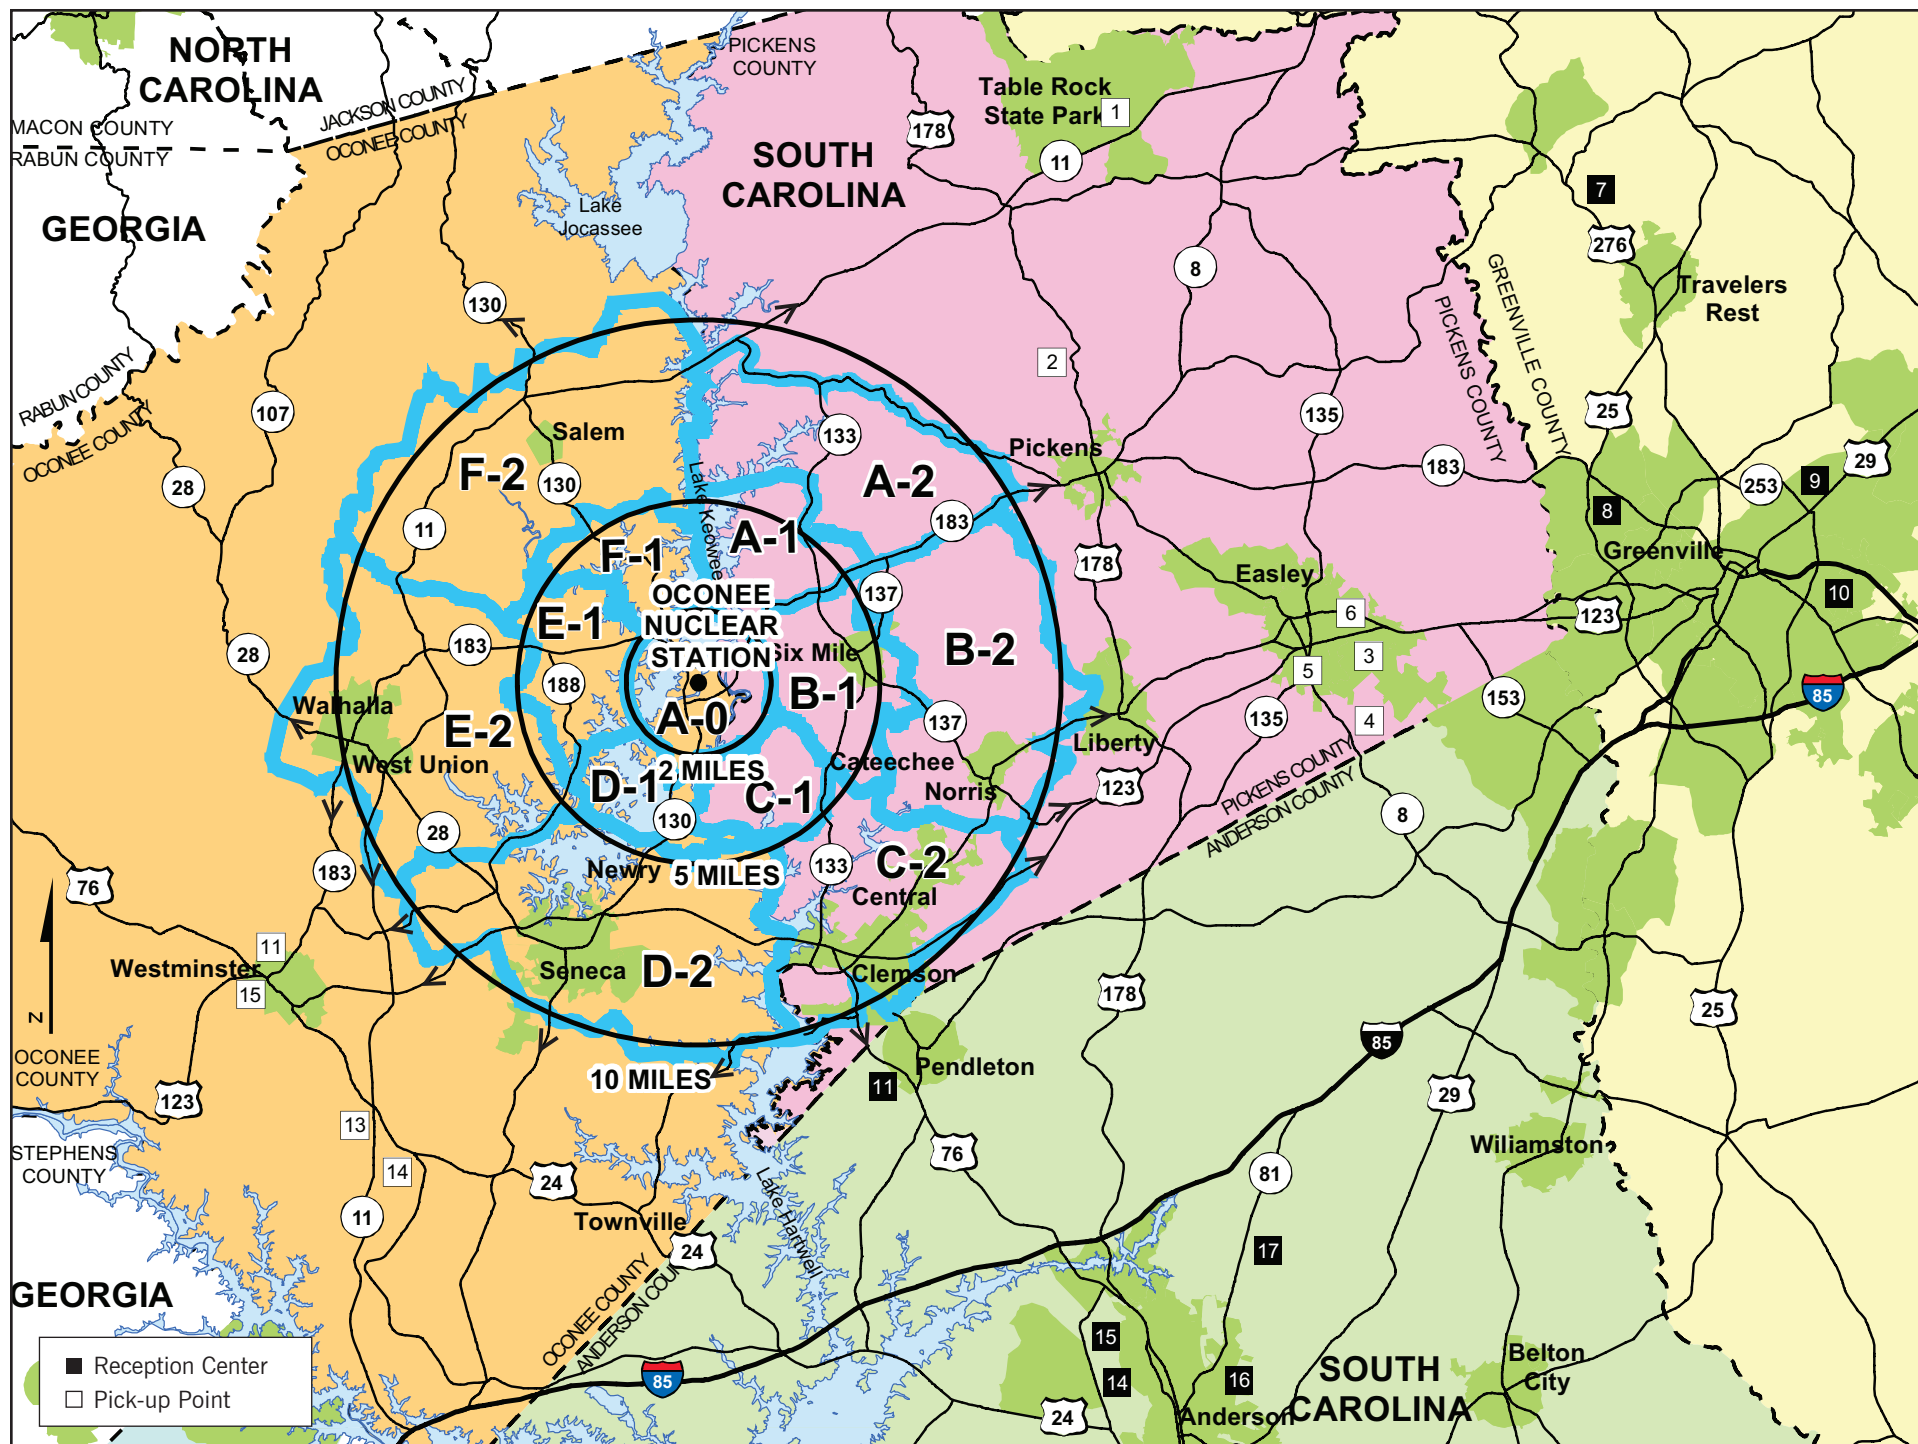 NORTH
CAROLINA
JACKSON COUNTY
OCONEE COUNTY
MACON COUNTY
RABUN COUNTY
GEORGIA
PICKENS
COUNTY
Table Rock
State Park
1
178
11
SOUTH
CAROLINA
Lake
Jocassee
7
276
Travelers
Rest
8
GREENVILLE COUNTY
PICKENS COUNTY
130
RABUN COUNTY
OCONEE COUNTY
107
2
135
25
133
Salem
Pickens
183
29
28
F-2
130
Lake Keowee
A-2
253
9
11
183
8
A-1
F-1
Greenville
178
Easley
OCONEE
NUCLEAR
STATION
137
10
E-1
6
123
28
183
Six Mile
B-2
3
5
188
B-1
153
85
Walhalla
A-0
137
135
4
E-2
Liberty
West Union
Cateechee
2 MILES
D-1
C-1
Norris
123
PICKENS COUNTY
ANDERSON COUNTY
130
8
28
183
Newry
5 MILES
133
C-2
Central
76
11
Westminster
15
Seneca
D-2
Clemson
178
25
N
85
OCONEE
COUNTY
10 MILES
Pendleton
11
123
29
13
STEPHENS
COUNTY
76
Wiliamston
14
24
81
Lake Hartwell
11
Townville
24
17
GEORGIA
OCONEE COUNTY
ANDERSON COUN
15
Reception Center
Pick-up Point
85
14
16
SOUTH
CAROLINA
Belton
City
24
Anderson